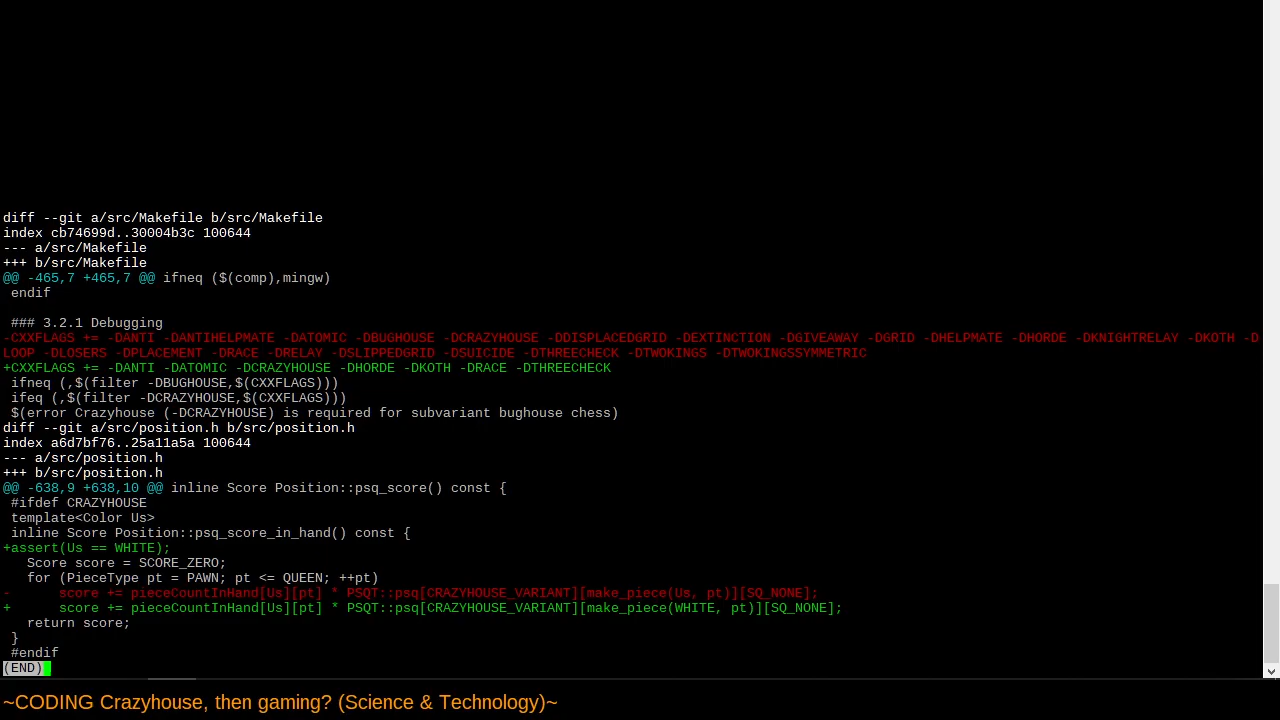 diff --git a/src/Makefile b/src/Makefile
index cb74699d..30004b3c 100644
--- a/src/Makefile
+++ b/src/Makefile
@@ -465,7 +465,7 @@ ifneq ($(comp),mingw)
 endif

 ### 3.2.1 Debugging
-CXXFLAGS += -DANTI -DANTIHELPMATE -DATOMIC -DBUGHOUSE -DCRAZYHOUSE -DDISPLACEDGRID -DEXTINCTION -DGIVEAWAY -DGRID -DHELPMATE -DHORDE -DKNIGHTRELAY -DKOTH -D
LOOP -DLOSERS -DPLACEMENT -DRACE -DRELAY -DSLIPPEDGRID -DSUICIDE -DTHREECHECK -DTWOKINGS -DTWOKINGSSYMMETRIC
+CXXFLAGS += -DANTI -DATOMIC -DCRAZYHOUSE -DHORDE -DKOTH -DRACE -DTHREECHECK
 ifneq (,$(filter -DBUGHOUSE,$(CXXFLAGS)))
 ifeq (,$(filter -DCRAZYHOUSE,$(CXXFLAGS)))
 $(error Crazyhouse (-DCRAZYHOUSE) is required for subvariant bughouse chess)
diff --git a/src/position.h b/src/position.h
index a6d7bf76..25a11a5a 100644
--- a/src/position.h
+++ b/src/position.h
@@ -638,9 +638,10 @@ inline Score Position::psq_score() const {
 #ifdef CRAZYHOUSE
 template<Color Us>
 inline Score Position::psq_score_in_hand() const {
+assert(Us == WHITE);
   Score score = SCORE_ZERO;
   for (PieceType pt = PAWN; pt <= QUEEN; ++pt)
-      score += pieceCountInHand[Us][pt] * PSQT::psq[CRAZYHOUSE_VARIANT][make_piece(Us, pt)][SQ_NONE];
+      score += pieceCountInHand[Us][pt] * PSQT::psq[CRAZYHOUSE_VARIANT][make_piece(WHITE, pt)][SQ_NONE];
   return score;
 }
 #endif
(END)
~CODING Crazyhouse, then gaming? (Science & Technology)~